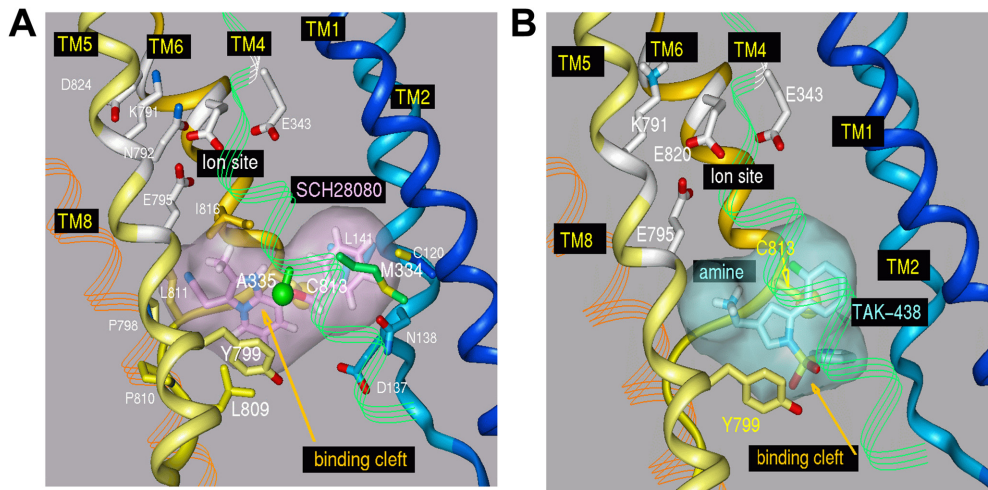 A
TM5
TM6
TM4
TM1
TM2
D824
K791
N792
E343
Ion site
E795
SCH28080
I816
TM8
L141
C120
A335
C813
M334
L811
P798
Y799
N138
D137
P810
L809
binding cleft
B
TM5
TM6
TM4
E343
K791
E820
TM1
Ion site
E795
TM8
C813
TM2
amine
TAK-438
Y799
binding cleft